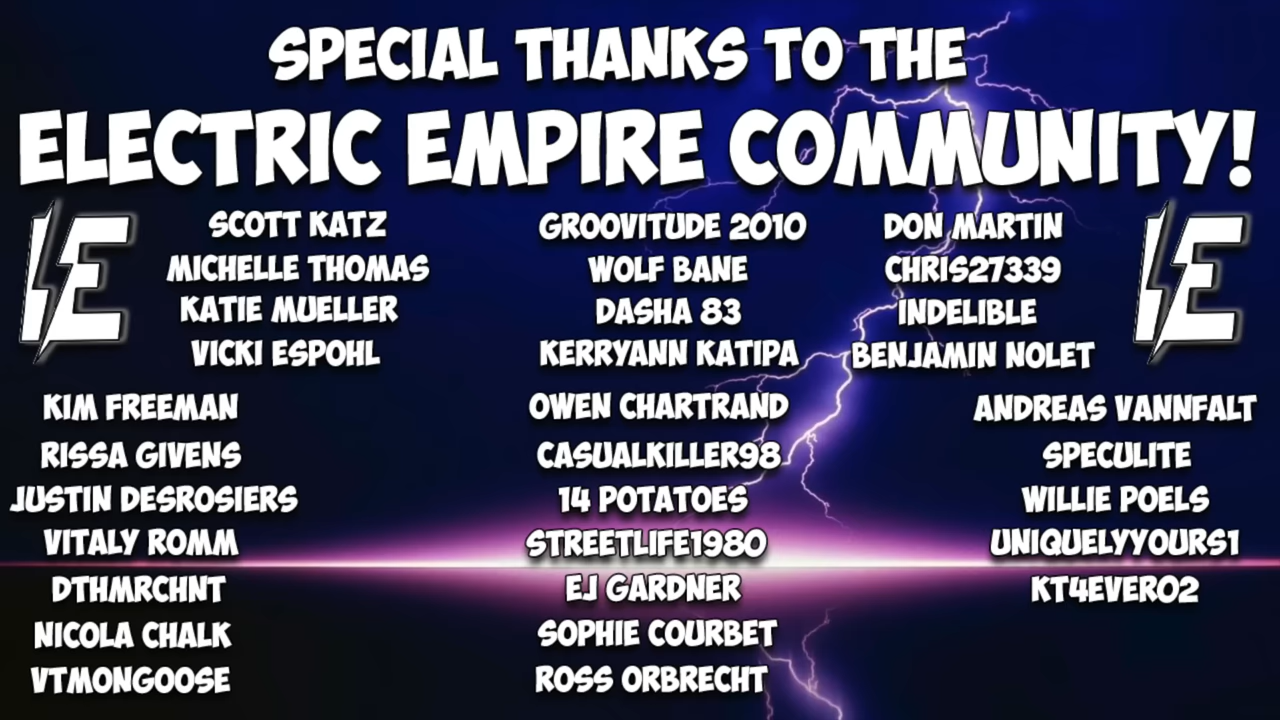 SPECIAL THANKS TO THE
ELECTRIC EMPIRE COMMUNITY!
E
E
SCOTT KATZ
MICHELLE THOMAS
KATIE MUELLER
VICKI ESPOHL
KIM FREEMAN
RISSA GIVENS
JUSTIN DESROSIERS
VITALY ROMM
DTHMRCHNT
NICOLA CHALK
VTMONGOOSE
GROOVITUDE 2010
WOLF BANE
DASHA 83
KERRYANN KATIPA
OWEN CHARTRAND
CASUALKILLER98
14 POTATOES
STREETLIFE1980
EJ GARDNER
SOPHIE COURBET
ROSS ORBRECHT
DON MARTIN
CHRIS27339
INDELIBLE
BENJAMIN NOLET
ANDREAS VANNFALT
SPECULITE
WILLIE POELS
UNIQUELYYOURS1
KT4EVER02